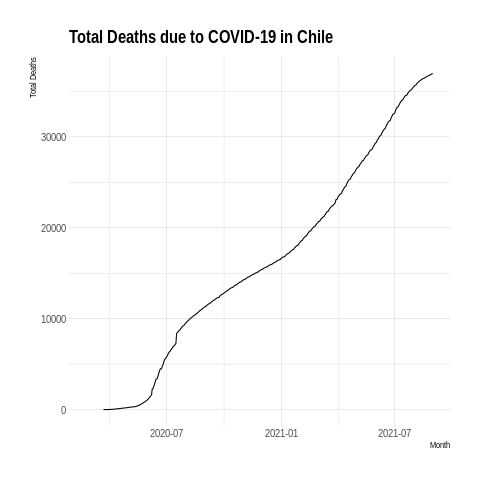 Total Deaths due to COVID-19 in Chile
Total Deaths
30000
20000
10000
0
2020-07 2021-01 2021-07
Month